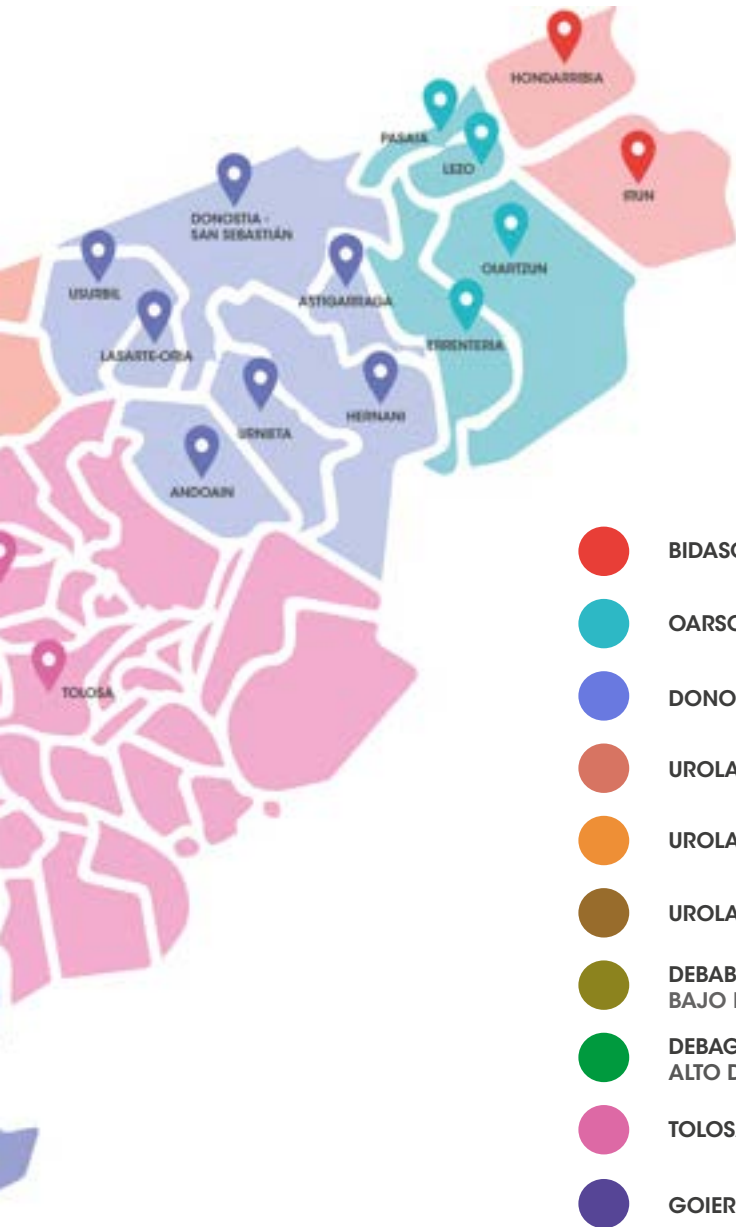 HONDARRIBIA
PASAIA
LEZO
IRUN
DONOSTIA -
SAN SEBASTIÁN
OIARTZUN
USURBIL
ASTIGARRAGA
LASARTE-ORIA
ERRENTERIA
HERNANI
URNIETA
ANDOAIN
TOLOSA
BIDASO
OARSO
DONO
UROLA
UROLA
UROLA
DEBAB
BAJO
DEBAG
ALTO D
TOLOSA
GOIER